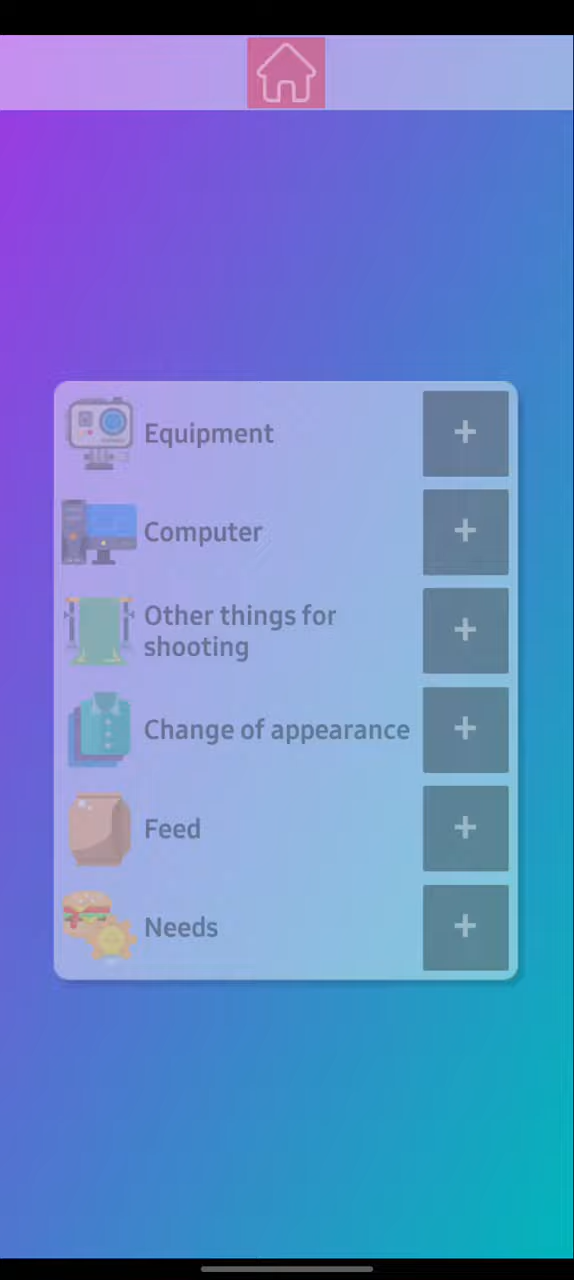 Equipment
+
Computer
+
Other things for
shooting
+
Change of appearance
+
Feed
+
Needs
+